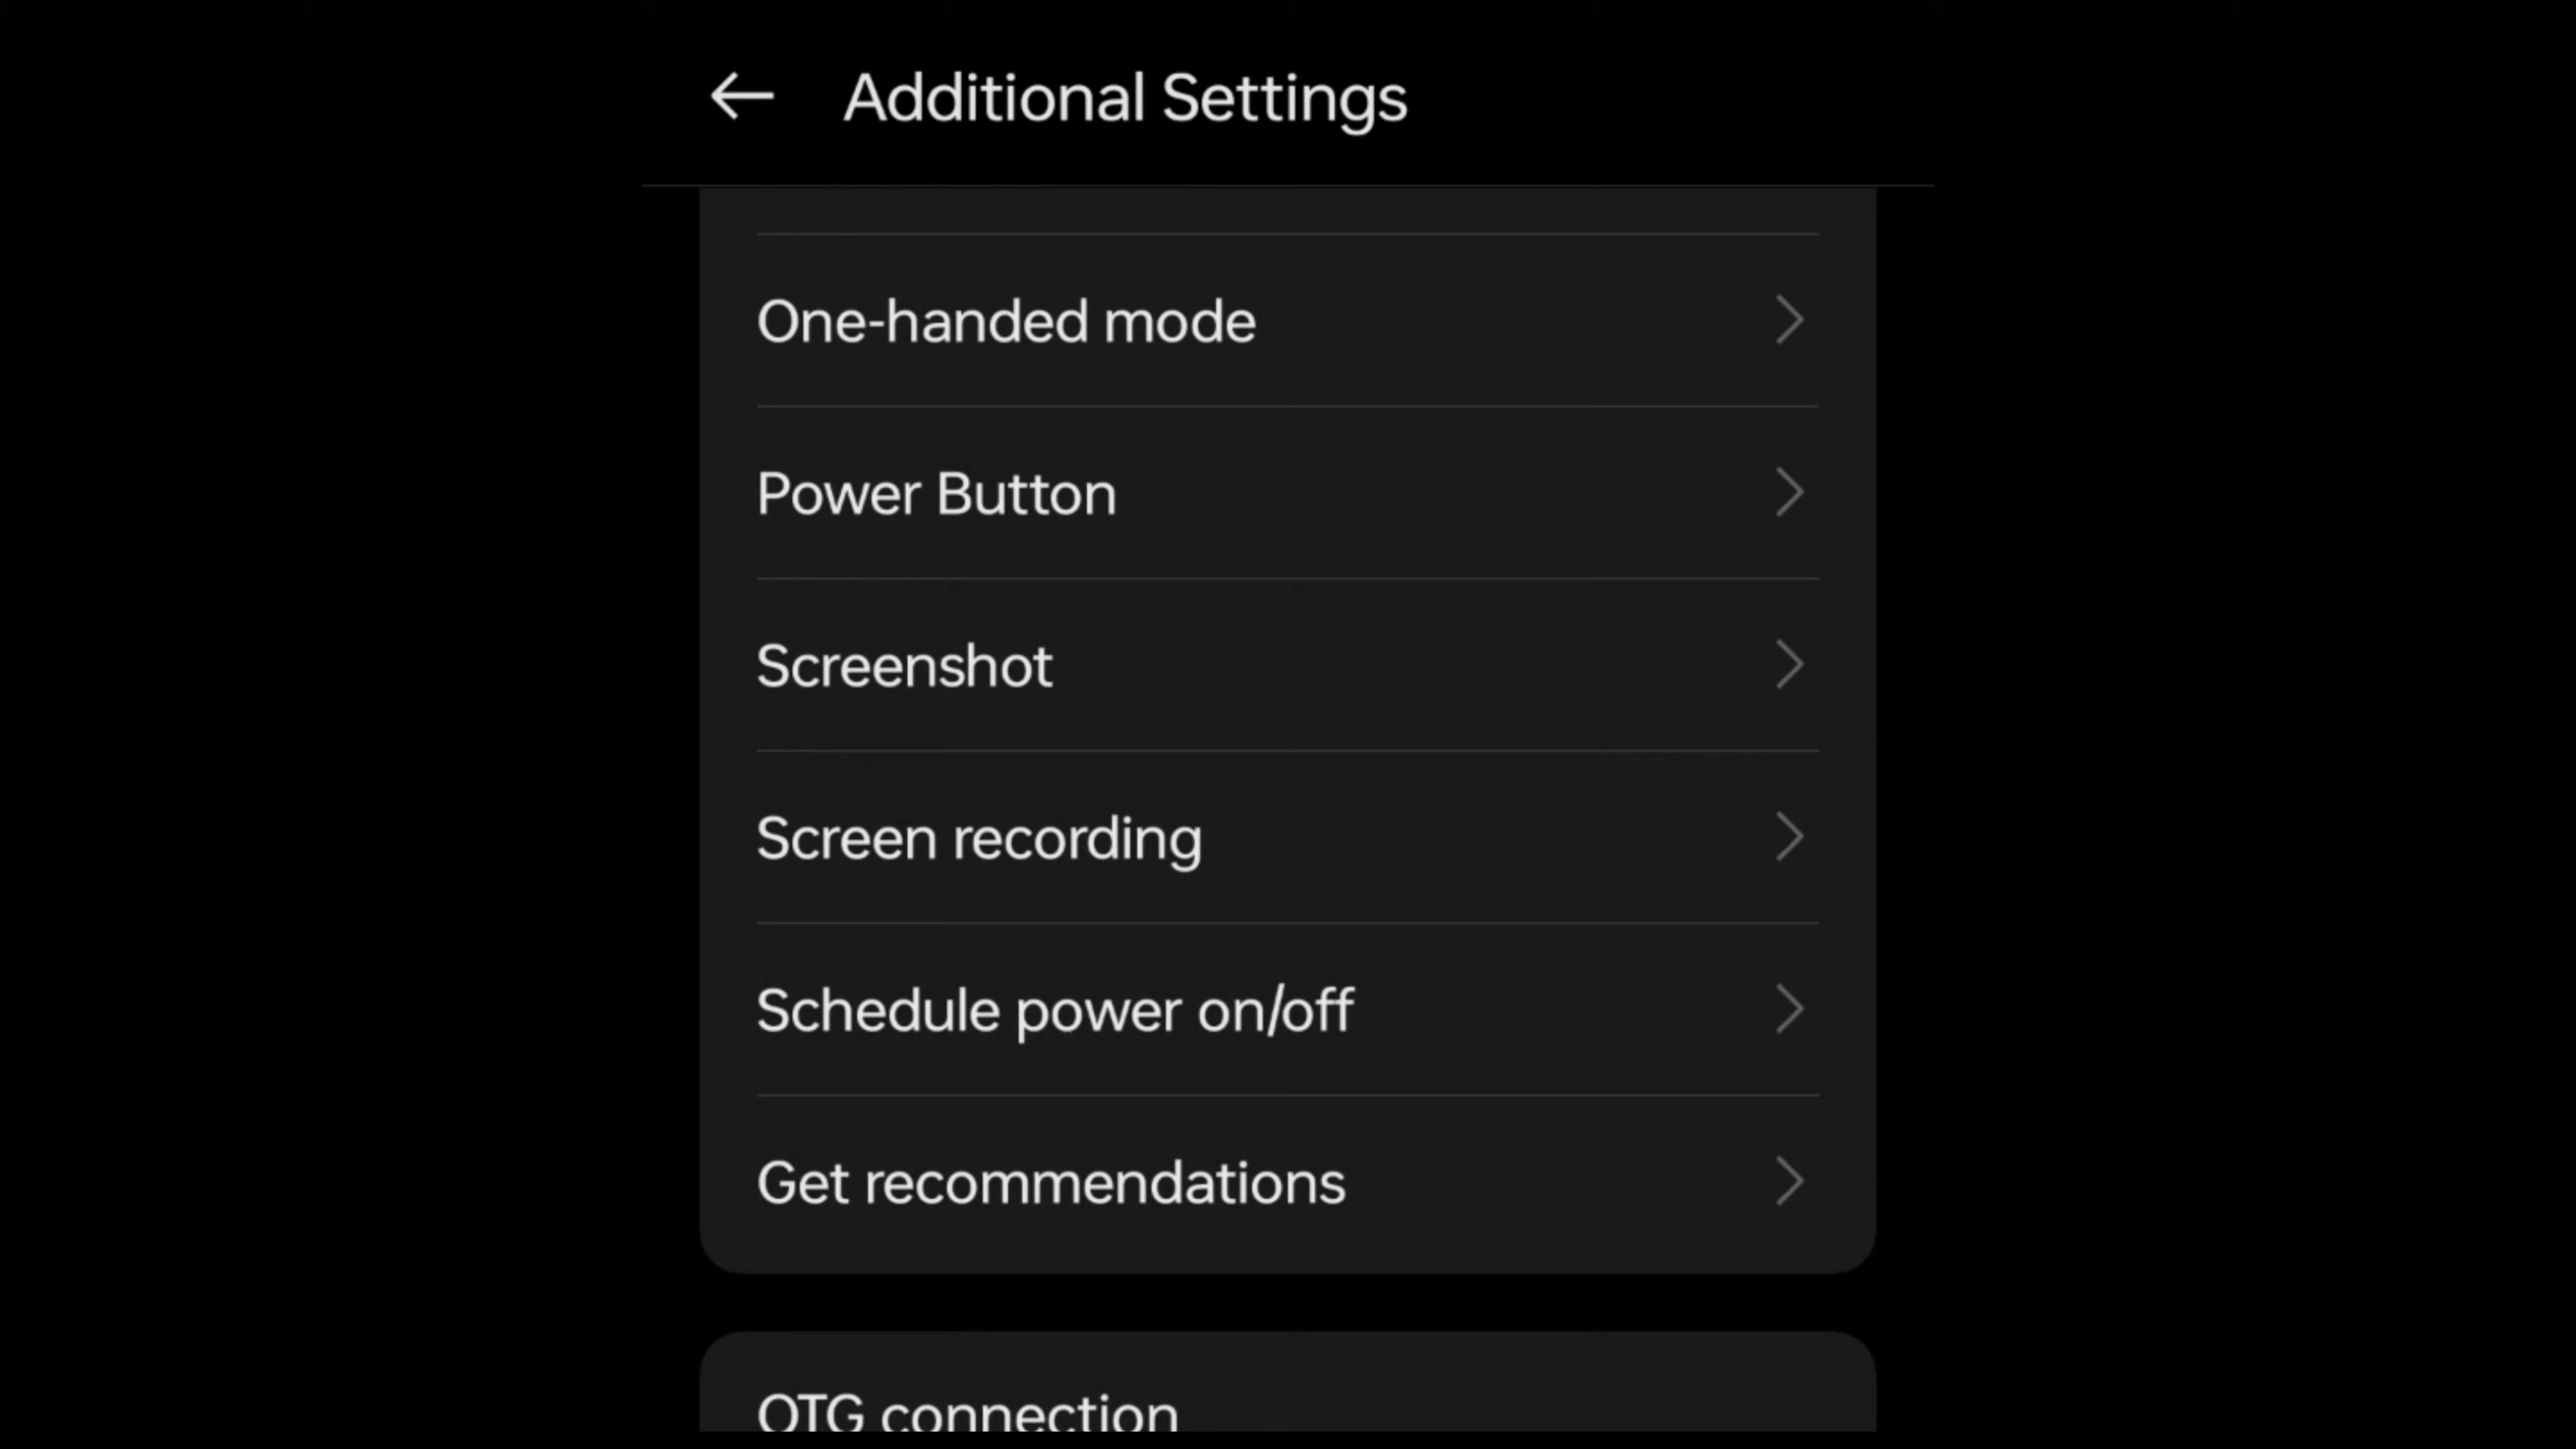 Additional Settings
One-handed mode
Power Button
Screenshot
Screen recording
Schedule power on/off
Get recommendations
OTG connection